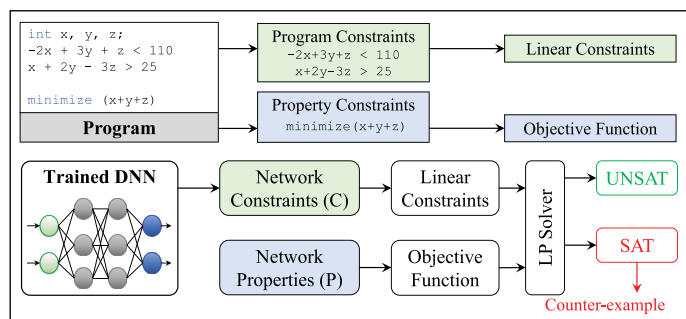 int x, y, z;
-2x + 3y + z < 110
x + 2y - 3z > 25
minimize (x+y+z)
Program
Program Constraints
-2x+3y+z < 110
x+2y-3z > 25
Linear Constraints
Property Constraints
minimize(x+y+z)
Objective Function
Trained DNN
Network
Constraints (C)
Linear
Constraints
Network
Properties (P)
Objective
Function
LP Solver
UNSAT
SAT
Counter-example